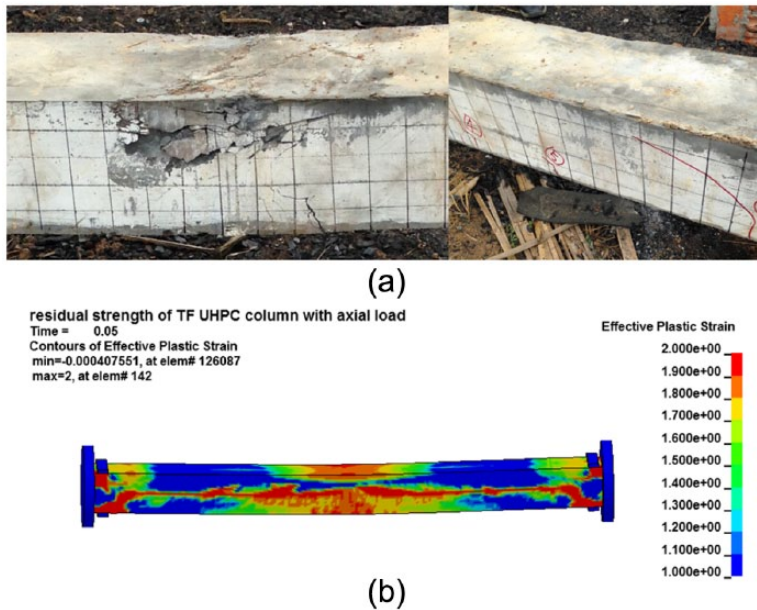 (a)
residual strength of TF UHPC column with axial load
Time = 0.05
Contours of Effective Plastic Strain
min=-0.000407551, at elem# 126087
max=2, at elem# 142
Effective Plastic Strain
2.000e+00
1.900e+00
1.800e+00
1.700e+00
1.600e+00
1.500e+00
1.400e+00
1.300e+00
1.200e+00
1.100e+00
1.000e+00
(b)